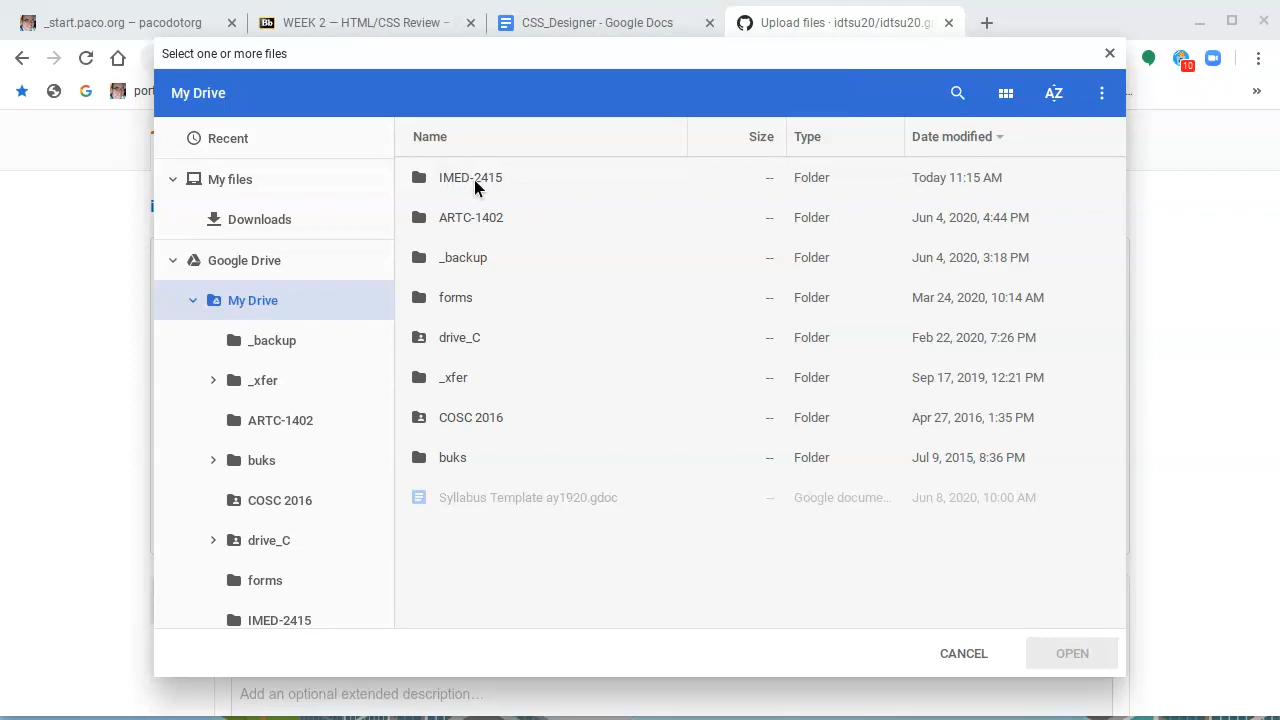 _start.paco.org – pacodotorg
WEEK 2 — HTML/CSS Review –
CSS_Designer - Google Docs
Upload files · idtsu20/idtsu20.g
10
Select one or more files
My Drive
Recent
My files
Downloads
Google Drive
My Drive
_backup
_xfer
ARTC-1402
buks
COSC 2016
drive_C
forms
IMED-2415
Name Size Type Date modified
IMED-2415 -- Folder Today 11:15 AM
ARTC-1402 -- Folder Jun 4, 2020, 4:44 PM
_backup -- Folder Jun 4, 2020, 3:18 PM
forms -- Folder Mar 24, 2020, 10:14 AM
drive_C -- Folder Feb 22, 2020, 7:26 PM
_xfer -- Folder Sep 17, 2019, 12:21 PM
COSC 2016 -- Folder Apr 27, 2016, 1:35 PM
buks -- Folder Jul 9, 2015, 8:36 PM
Syllabus Template ay1920.gdoc -- Google docume... Jun 8, 2020, 10:00 AM
CANCEL
OPEN
Add an optional extended description…